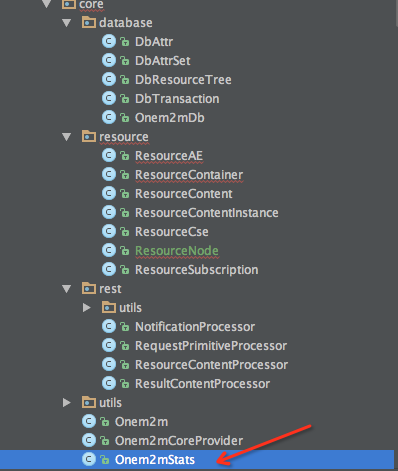 core
database
DbAttr
DbAttrSet
DbResourceTree
DbTransaction
Onem2mDb
resource
ResourceAE
ResourceContainer
ResourceContent
ResourceContentInstance
ResourceCse
ResourceNode
ResourceSubscription
rest
utils
NotificationProcessor
RequestPrimitiveProcessor
ResourceContentProcessor
ResultContentProcessor
utils
Onem2m
Onem2mCoreProvider
Onem2mStats